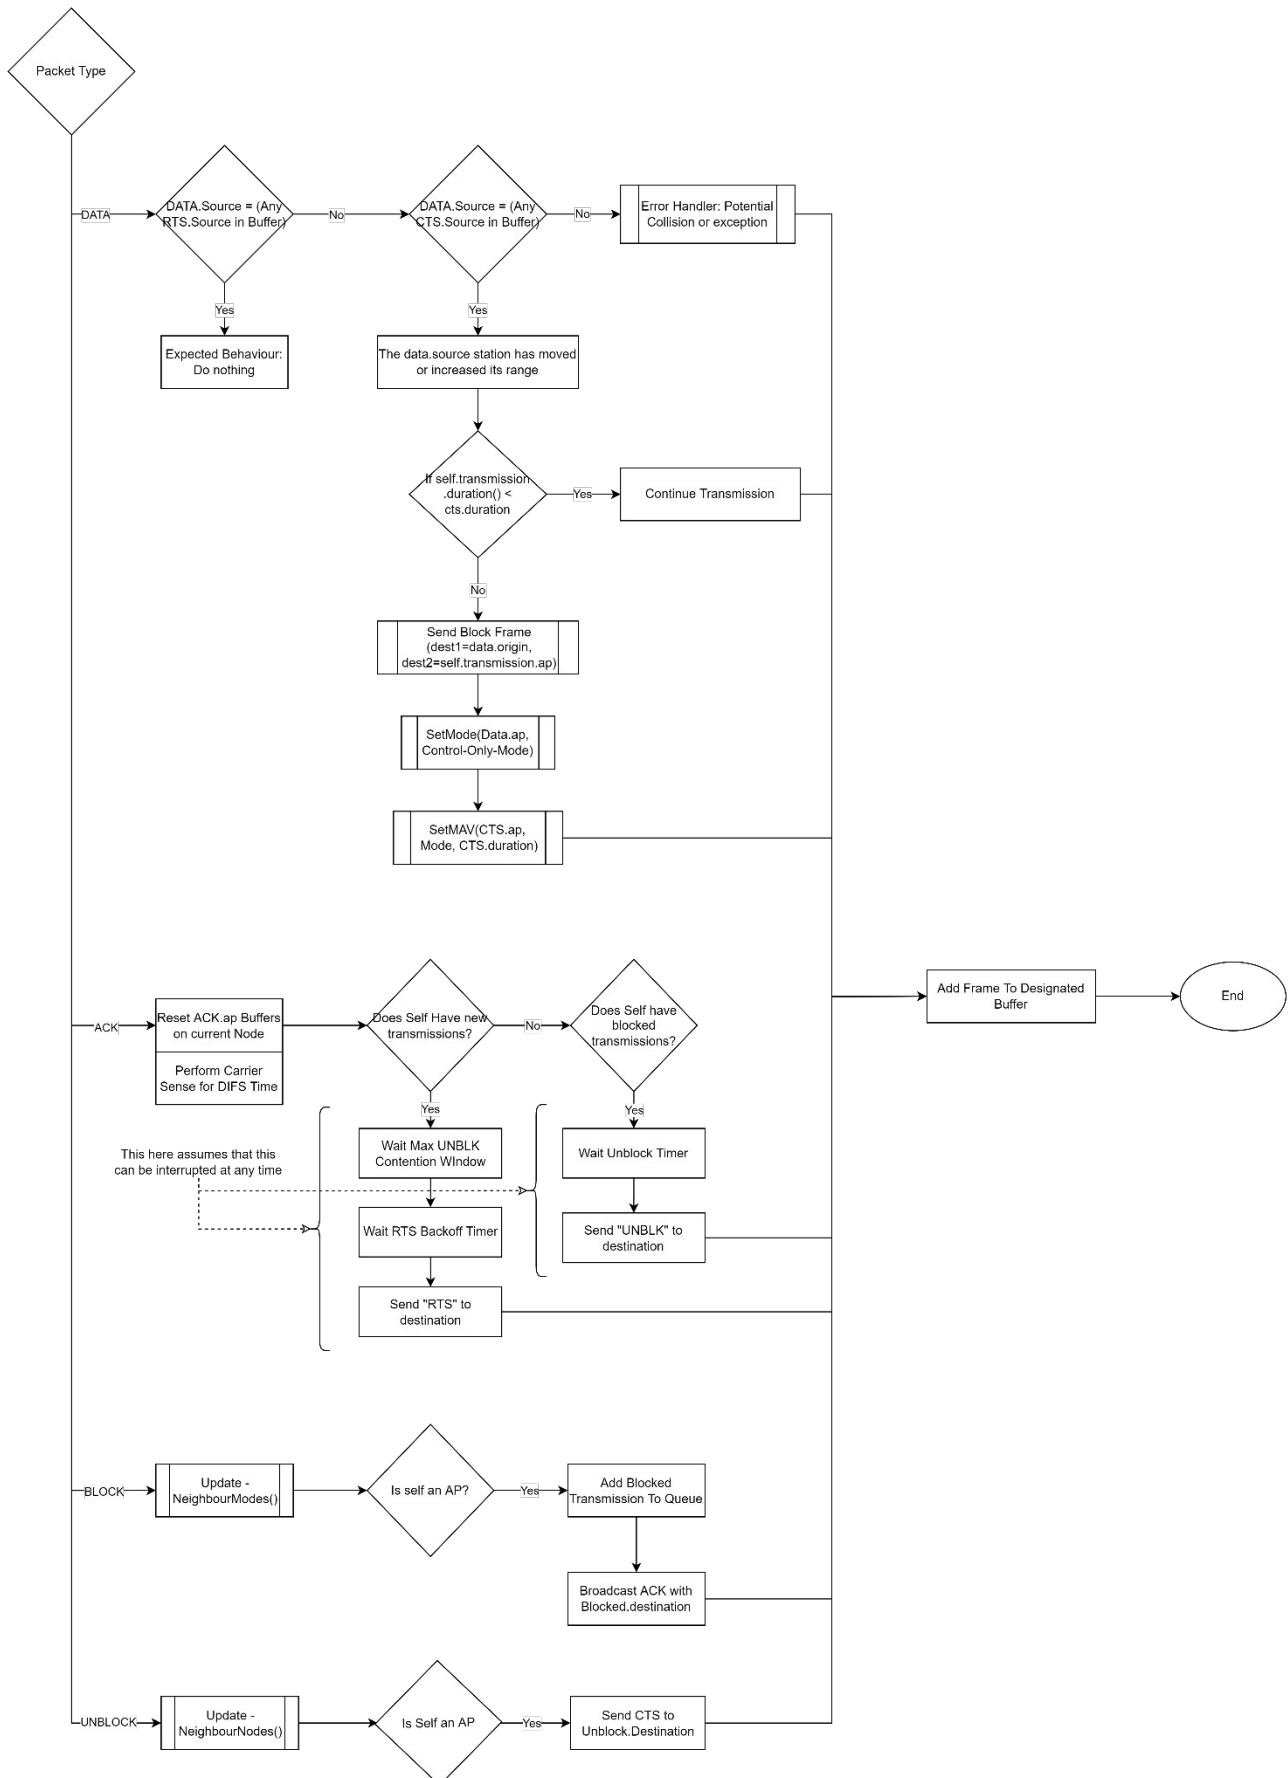 Packet Type
DATA
DATA.Source = (Any
RTS.Source in Buffer)
No
DATA.Source = (Any
CTS.Source in Buffer)
No
Error Handler: Potential
Collision or exception
Yes
Expected Behaviour:
Do nothing
Yes
The data.source station has moved
or increased its range
If self.transmission
.duration() <
cts.duration
Yes
Continue Transmission
No
Send Block Frame
(dest1=data.origin,
dest2=self.transmission.ap)
SetMode(Data.ap,
Control-Only-Mode)
SetMAV(CTS.ap,
Mode, CTS.duration)
Add Frame To Designated
Buffer
End
ACK
Reset ACK.ap Buffers
on current Node
Perform Carrier
Sense for DIFS Time
Does Self Have new
transmissions?
No
Does Self have
blocked
transmissions?
Yes
Yes
This here assumes that this
can be interrupted at any time
Wait Max UNBLK
Contention WIndow
Wait Unblock Timer
Wait RTS Backoff Timer
Send "UNBLK" to
destination
Send "RTS" to
destination
BLOCK
Update -
NeighbourModes()
Is self an AP?
Yes
Add Blocked
Transmission To Queue
Broadcast ACK with
Blocked.destination
UNBLOCK
Update -
NeighbourNodes()
Is Self an AP
Yes
Send CTS to
Unblock.Destination